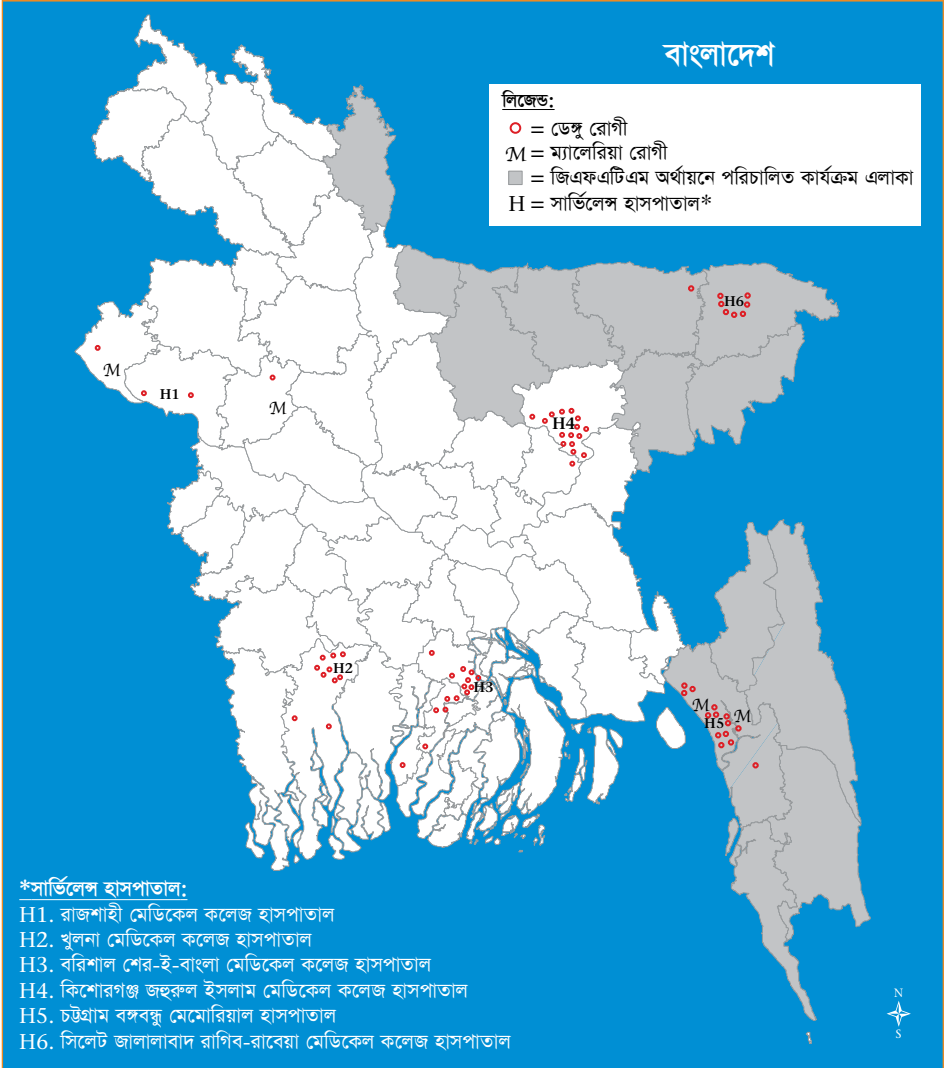 বাংলাদেশ
লিজেন্ড:
= ডেঙ্গু রোগী
M = ম্যালেরিয়া রোগী
= জিএফএটিএম অর্থায়নে পরিচালিত কার্যক্রম এলাকা
H = সার্ভিলেন্স হাসপাতাল*
H6
M
H1
M
H4
H2
H3
M
M
H5
*সার্ভিলেন্স হাসপাতাল:
H1. রাজশাহী মেডিকেল কলেজ হাসপাতাল
H2. খুলনা মেডিকেল কলেজ হাসপাতাল
H3. বরিশাল শের-ই-বাংলা মেডিকেল কলেজ হাসপাতাল
H4. কিশোরগঞ্জ জহুরুল ইসলাম মেডিকেল কলেজ হাসপাতাল
H5. চট্টগ্রাম বঙ্গবন্ধু মেমোরিয়াল হাসপাতাল
H6. সিলেট জালালাবাদ রাগিব-রাবেয়া মেডিকেল কলেজ হাসপাতাল
N
S